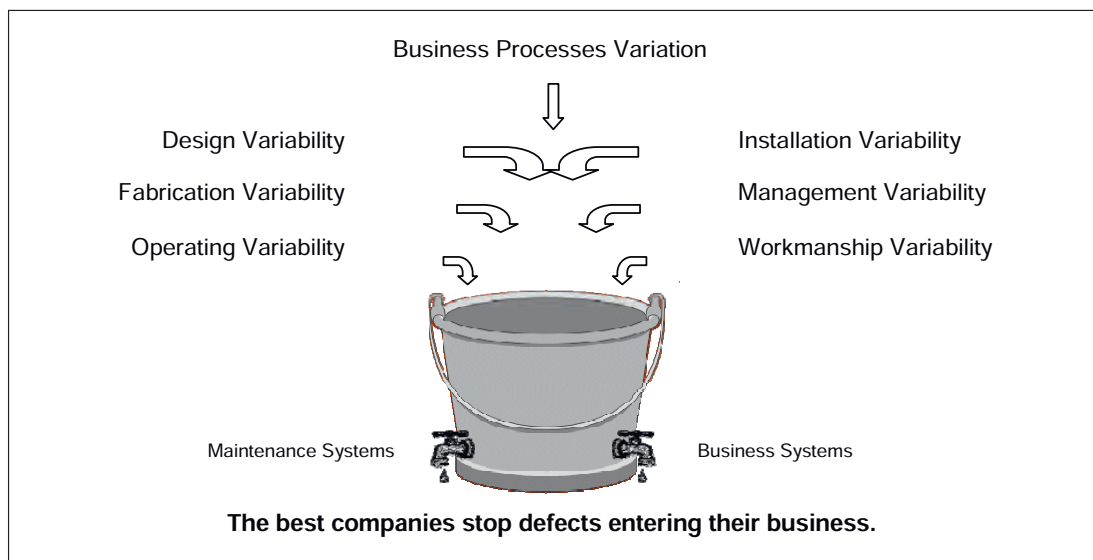 Business Processes Variation
Design Variability
Installation Variability
Fabrication Variability
Management Variability
Operating Variability
Workmanship Variability
Maintenance Systems
Business Systems
The best companies stop defects entering their business.